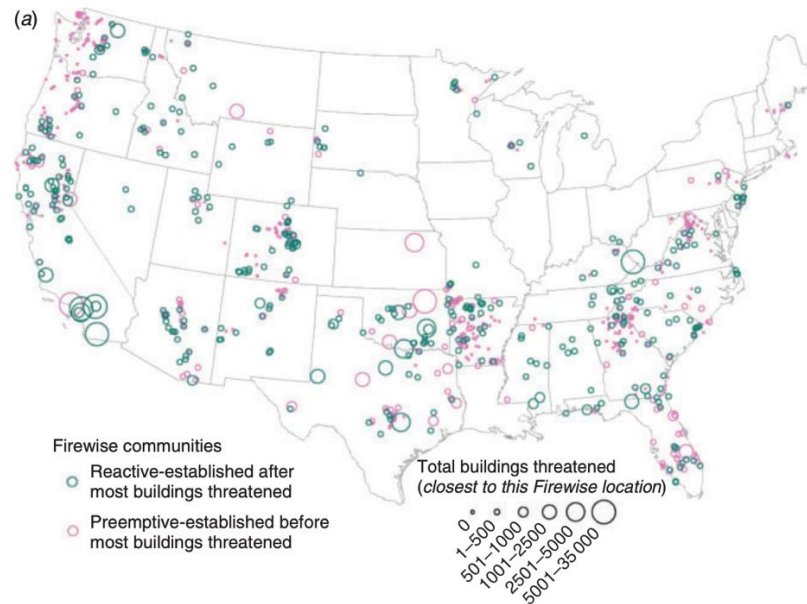 (a)
Firewise communities
Reactive-established after
most buildings threatened
Preemptive-established before
most buildings threatened
Total buildings threatened
(closest to this Firewise location)
0
1–500
501–1000
1001–2500
2501–5000
5001–35 000